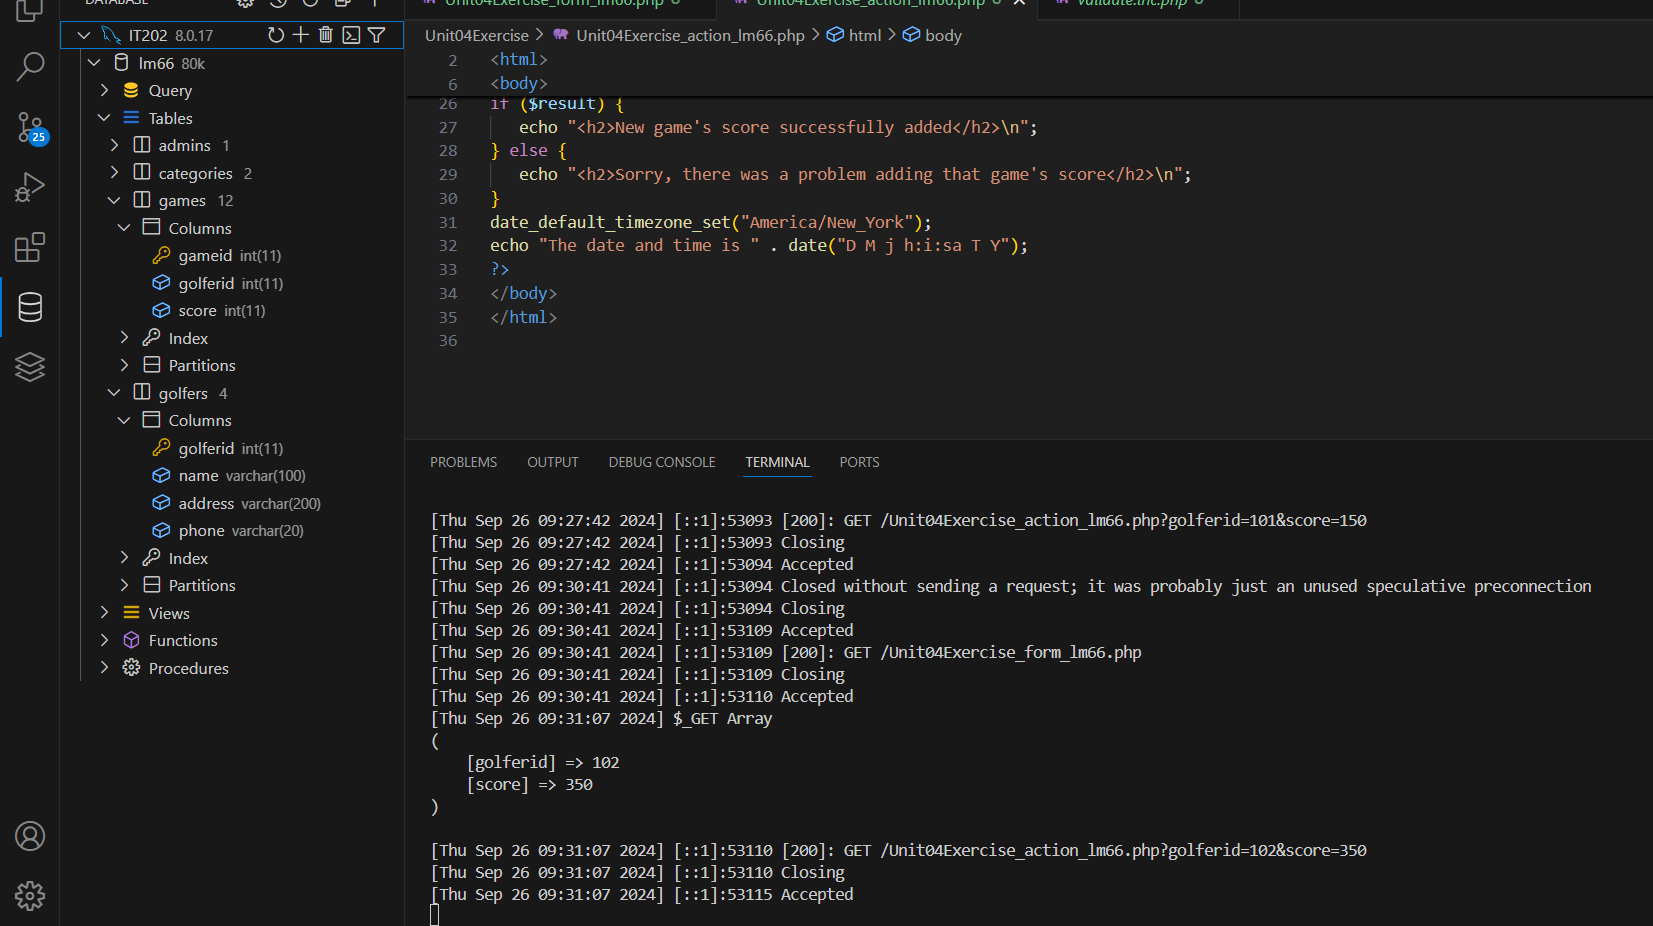 DATABASE
IT202 8.0.17
lm66 80k
Query
Tables
admins 1
categories 2
games 12
Columns
gameid int(11)
golferid int(11)
score int(11)
Index
Partitions
golfers 4
Columns
golferid int(11)
name varchar(100)
address varchar(200)
phone varchar(20)
Index
Partitions
Views
Functions
Procedures
25
Unit04Exercise_form_lm66.php
Unit04Exercise_action_lm66.php
validate.inc.php
Unit04Exercise > Unit04Exercise_action_lm66.php > html > body
2 <html>
6 <body>
26 if ($result) {
27 echo "<h2>New game's score successfully added</h2>\n";
28 } else {
29 echo "<h2>Sorry, there was a problem adding that game's score</h2>\n";
30 }
31 date_default_timezone_set("America/New_York");
32 echo "The date and time is " . date("D M j h:i:sa T Y");
33 ?>
34 </body>
35 </html>
36
PROBLEMS OUTPUT DEBUG CONSOLE TERMINAL PORTS
[Thu Sep 26 09:27:42 2024] [::1]:53093 [200]: GET /Unit04Exercise_action_lm66.php?golferid=101&score=150
[Thu Sep 26 09:27:42 2024] [::1]:53093 Closing
[Thu Sep 26 09:27:42 2024] [::1]:53094 Accepted
[Thu Sep 26 09:30:41 2024] [::1]:53094 Closed without sending a request; it was probably just an unused speculative preconnection
[Thu Sep 26 09:30:41 2024] [::1]:53094 Closing
[Thu Sep 26 09:30:41 2024] [::1]:53109 Accepted
[Thu Sep 26 09:30:41 2024] [::1]:53109 [200]: GET /Unit04Exercise_form_lm66.php
[Thu Sep 26 09:30:41 2024] [::1]:53109 Closing
[Thu Sep 26 09:30:41 2024] [::1]:53110 Accepted
[Thu Sep 26 09:31:07 2024] $_GET Array
(
[golferid] => 102
[score] => 350
)
[Thu Sep 26 09:31:07 2024] [::1]:53110 [200]: GET /Unit04Exercise_action_lm66.php?golferid=102&score=350
[Thu Sep 26 09:31:07 2024] [::1]:53110 Closing
[Thu Sep 26 09:31:07 2024] [::1]:53115 Accepted